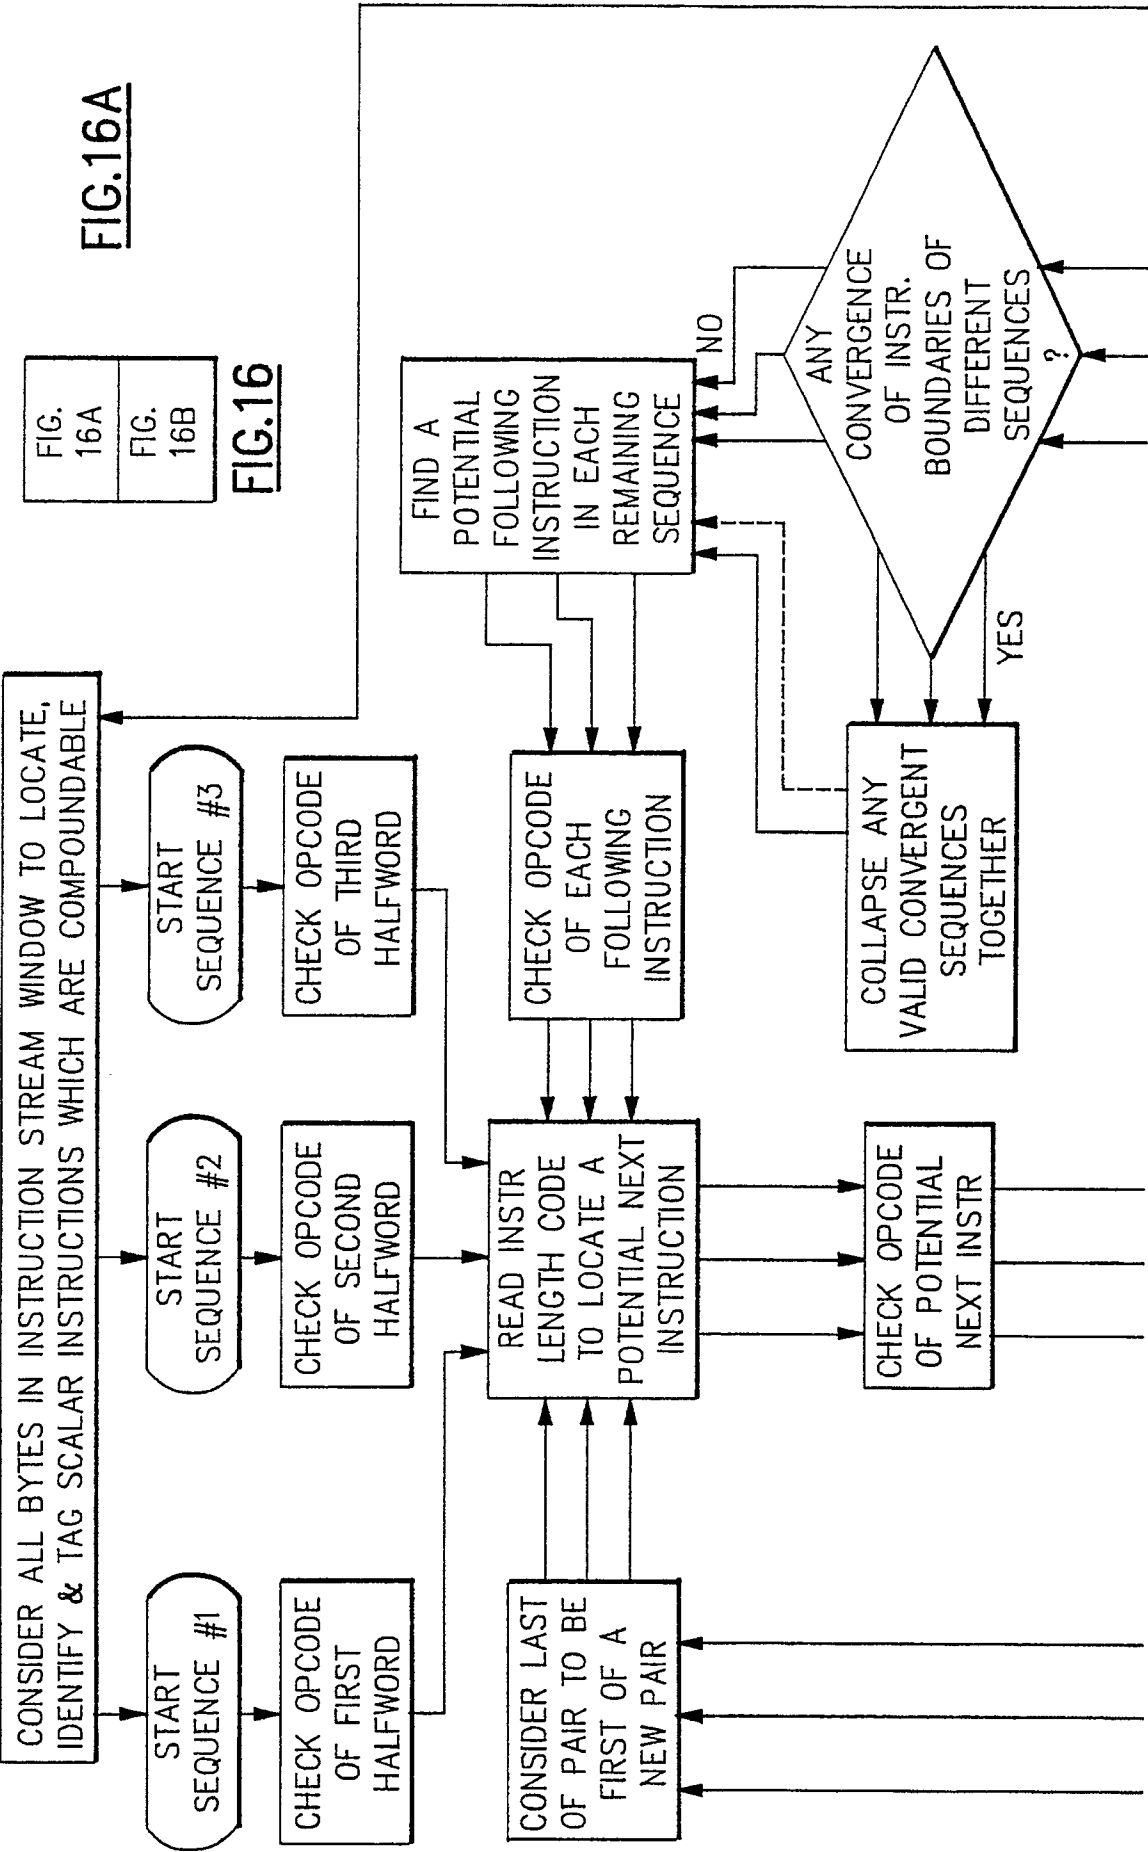 CONSIDER ALL BYTES IN INSTRUCTION STREAM WINDOW TO LOCATE,
IDENTIFY & TAG SCALAR INSTRUCTIONS WHICH ARE COMPOUNDABLE
FIG.
16A
FIG.
16B
FIG.16
FIG.16A
START
SEQUENCE #1
START
SEQUENCE #2
START
SEQUENCE #3
CHECK OPCODE
OF FIRST
HALFWORD
CHECK OPCODE
OF SECOND
HALFWORD
CHECK OPCODE
OF THIRD
HALFWORD
CONSIDER LAST
OF PAIR TO BE
FIRST OF A
NEW PAIR
READ INSTR
LENGTH CODE
TO LOCATE A
POTENTIAL NEXT
INSTRUCTION
CHECK OPCODE
OF EACH
FOLLOWING
INSTRUCTION
FIND A
POTENTIAL
FOLLOWING
INSTRUCTION
IN EACH
REMAINING
SEQUENCE
NO
CHECK OPCODE
OF POTENTIAL
NEXT INSTR
COLLAPSE ANY
VALID CONVERGENT
SEQUENCES
TOGETHER
YES
ANY
CONVERGENCE
OF INSTR.
BOUNDARIES OF
DIFFERENT
SEQUENCES
?